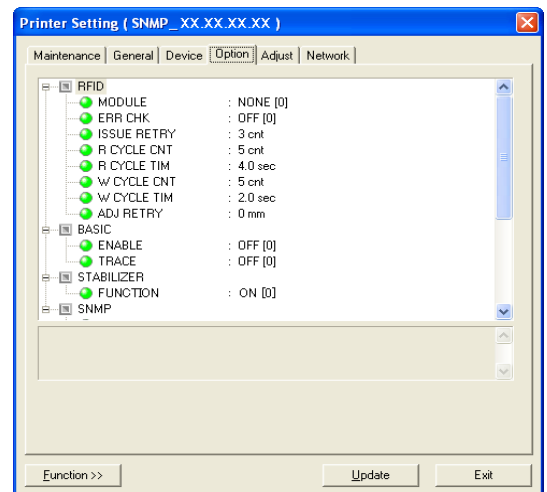 Printer Setting ( SNMP_XX.XX.XX.XX )
Maintenance General Device Option Adjust Network
RFID
MODULE : NONE [0]
ERR CHK : OFF [0]
ISSUE RETRY : 3 cnt
R CYCLE CNT : 5 cnt
R CYCLE TIM : 4.0 sec
W CYCLE CNT : 5 cnt
W CYCLE TIM : 2.0 sec
ADJ RETRY : 0 mm
BASIC
ENABLE : OFF [0]
TRACE : OFF [0]
STABILIZER
FUNCTION : ON [0]
SNMP
Function >> Update Exit